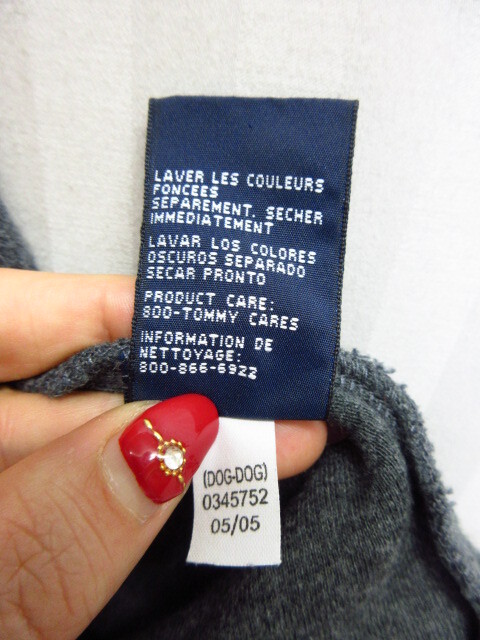 LAVER LES COULEURS
FONCEES
SEPAREMENT. SECHER
IMMEDIATEMENT
LAVAR LOS COLORES
OSCUROS SEPARADO
SECAR PRONTO
PRODUCT CARE:
800-TOMMY CARES
INFORMATION DE
NETTOYAGE:
800-866-6922
(DOG-DOG)
0345752
05/05